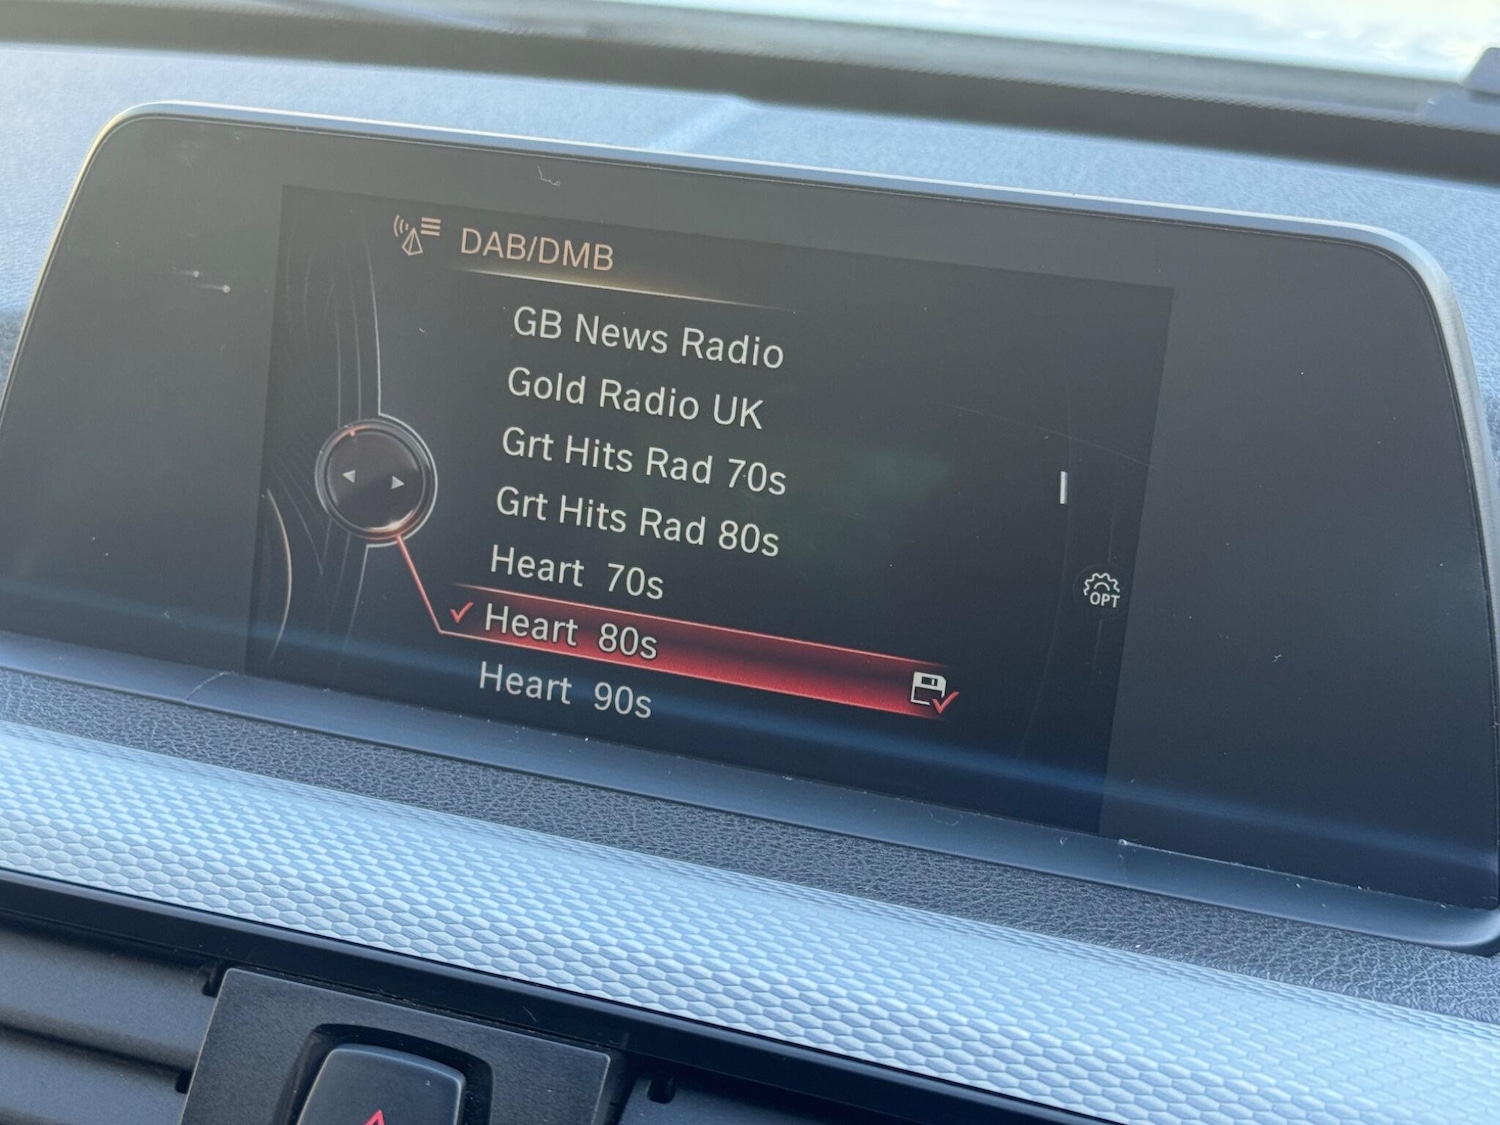 DAB/DMB
GB News Radio
Gold Radio UK
Grt Hits Rad 70s
Grt Hits Rad 80s
Heart 70s
Heart 80s
Heart 90s
OPT